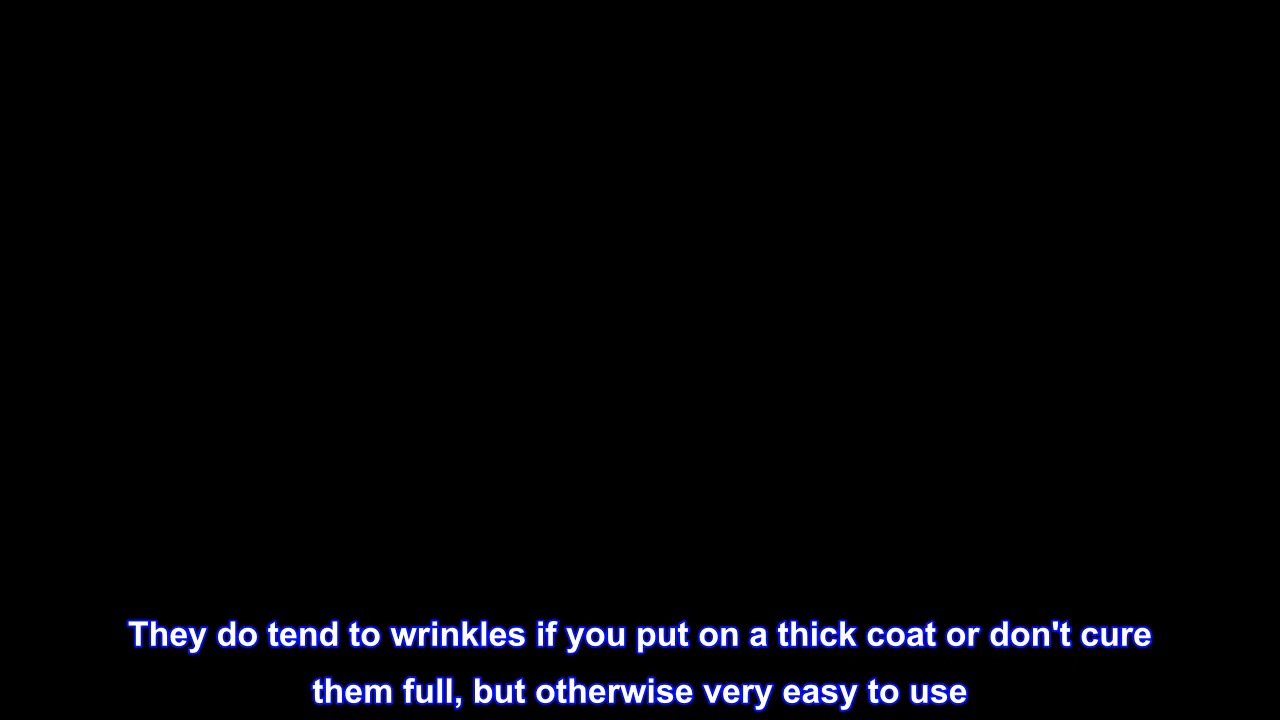 They do tend to wrinkles if you put on a thick coat or don't cure
them full, but otherwise very easy to use